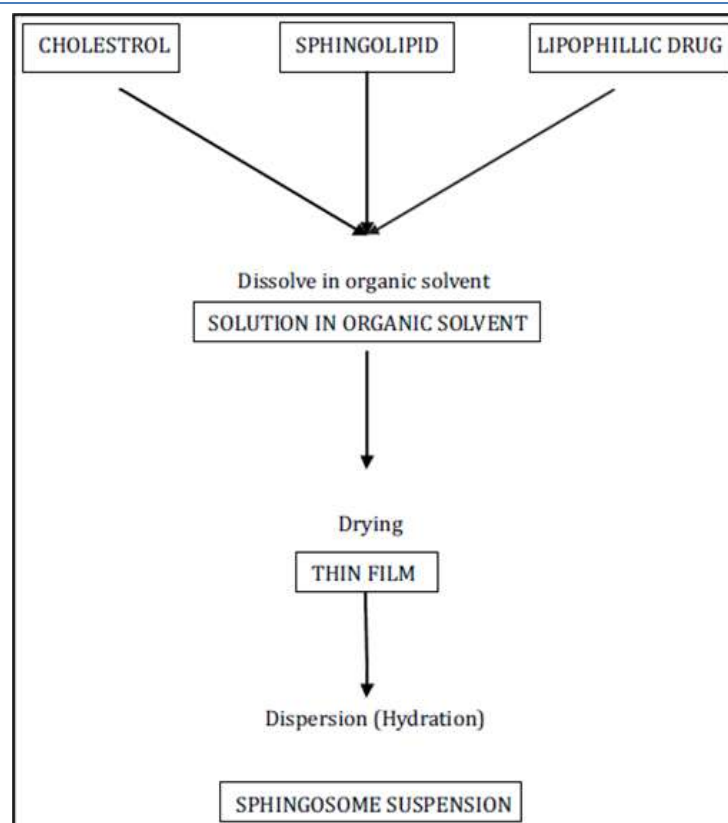 CHOLESTROL
SPHINGOLIPID
LIPOPHILLIC DRUG
Dissolve in organic solvent
SOLUTION IN ORGANIC SOLVENT
Drying
THIN FILM
Dispersion (Hydration)
SPHINGOSOME SUSPENSION